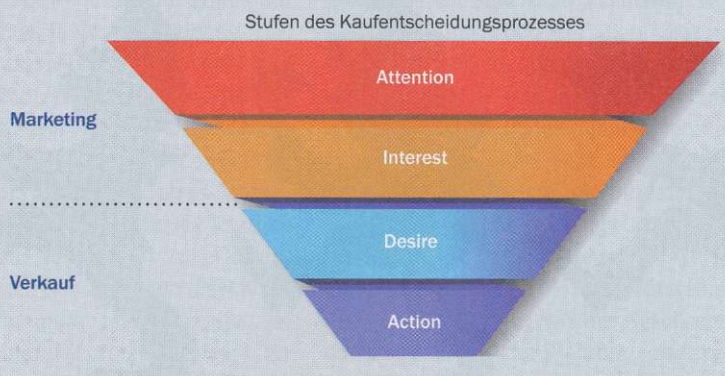 Stufen des Kaufentscheidungsprozesses
Attention
Marketing
Interest
Desire
Verkauf
Action